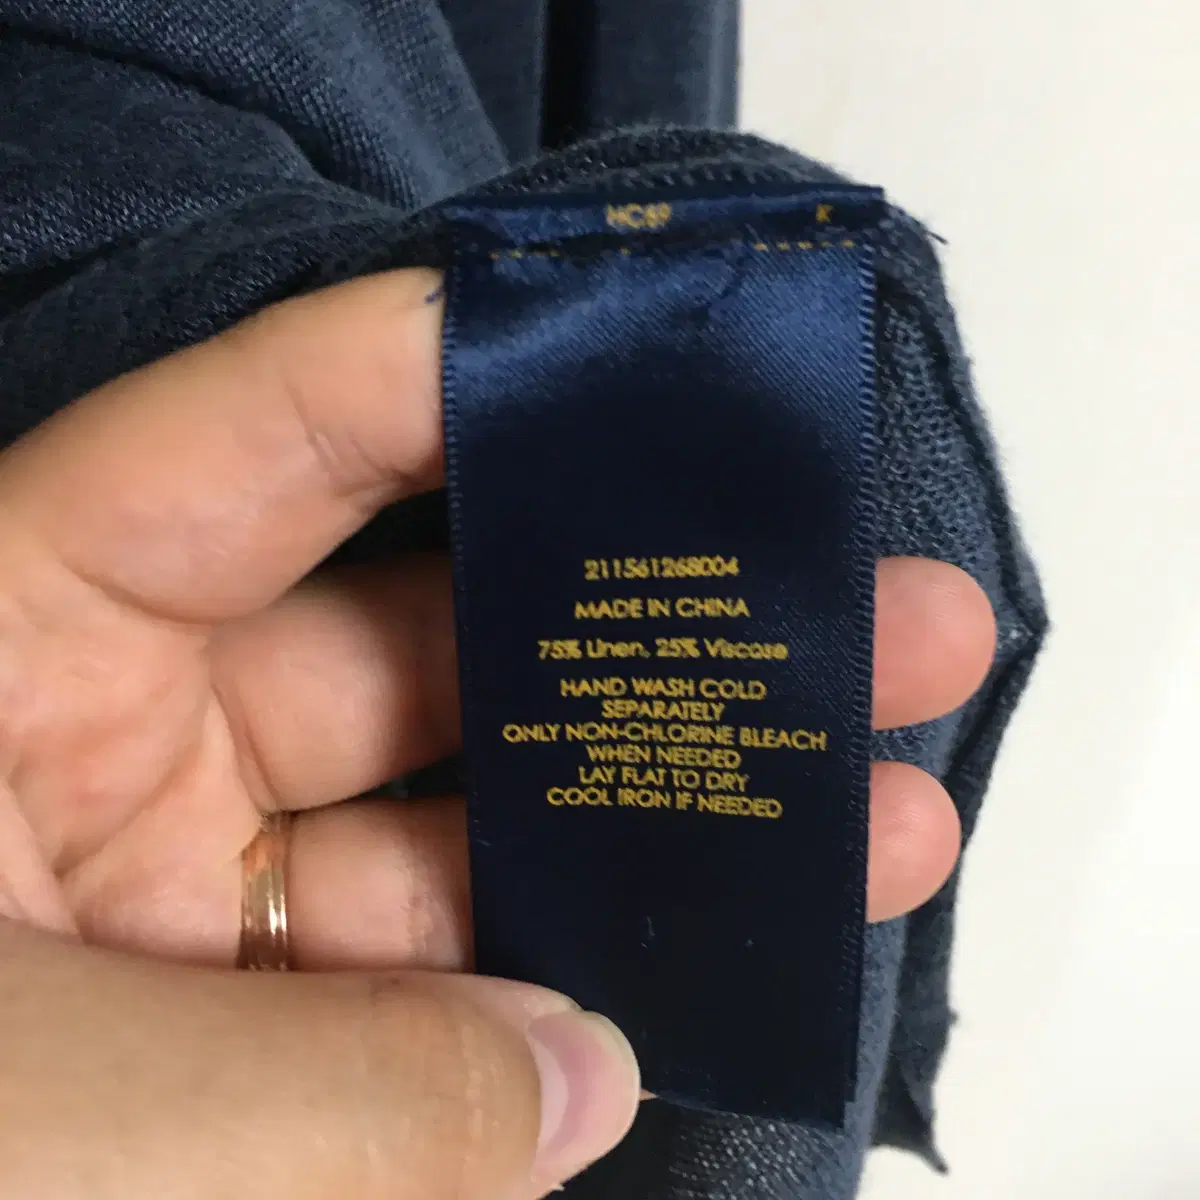 HC59 K
211561268004
MADE IN CHINA
75% Linen, 25% Viscose
HAND WASH COLD
SEPARATELY
ONLY NON-CHLORINE BLEACH
WHEN NEEDED
LAY FLAT TO DRY
COOL IRON IF NEEDED